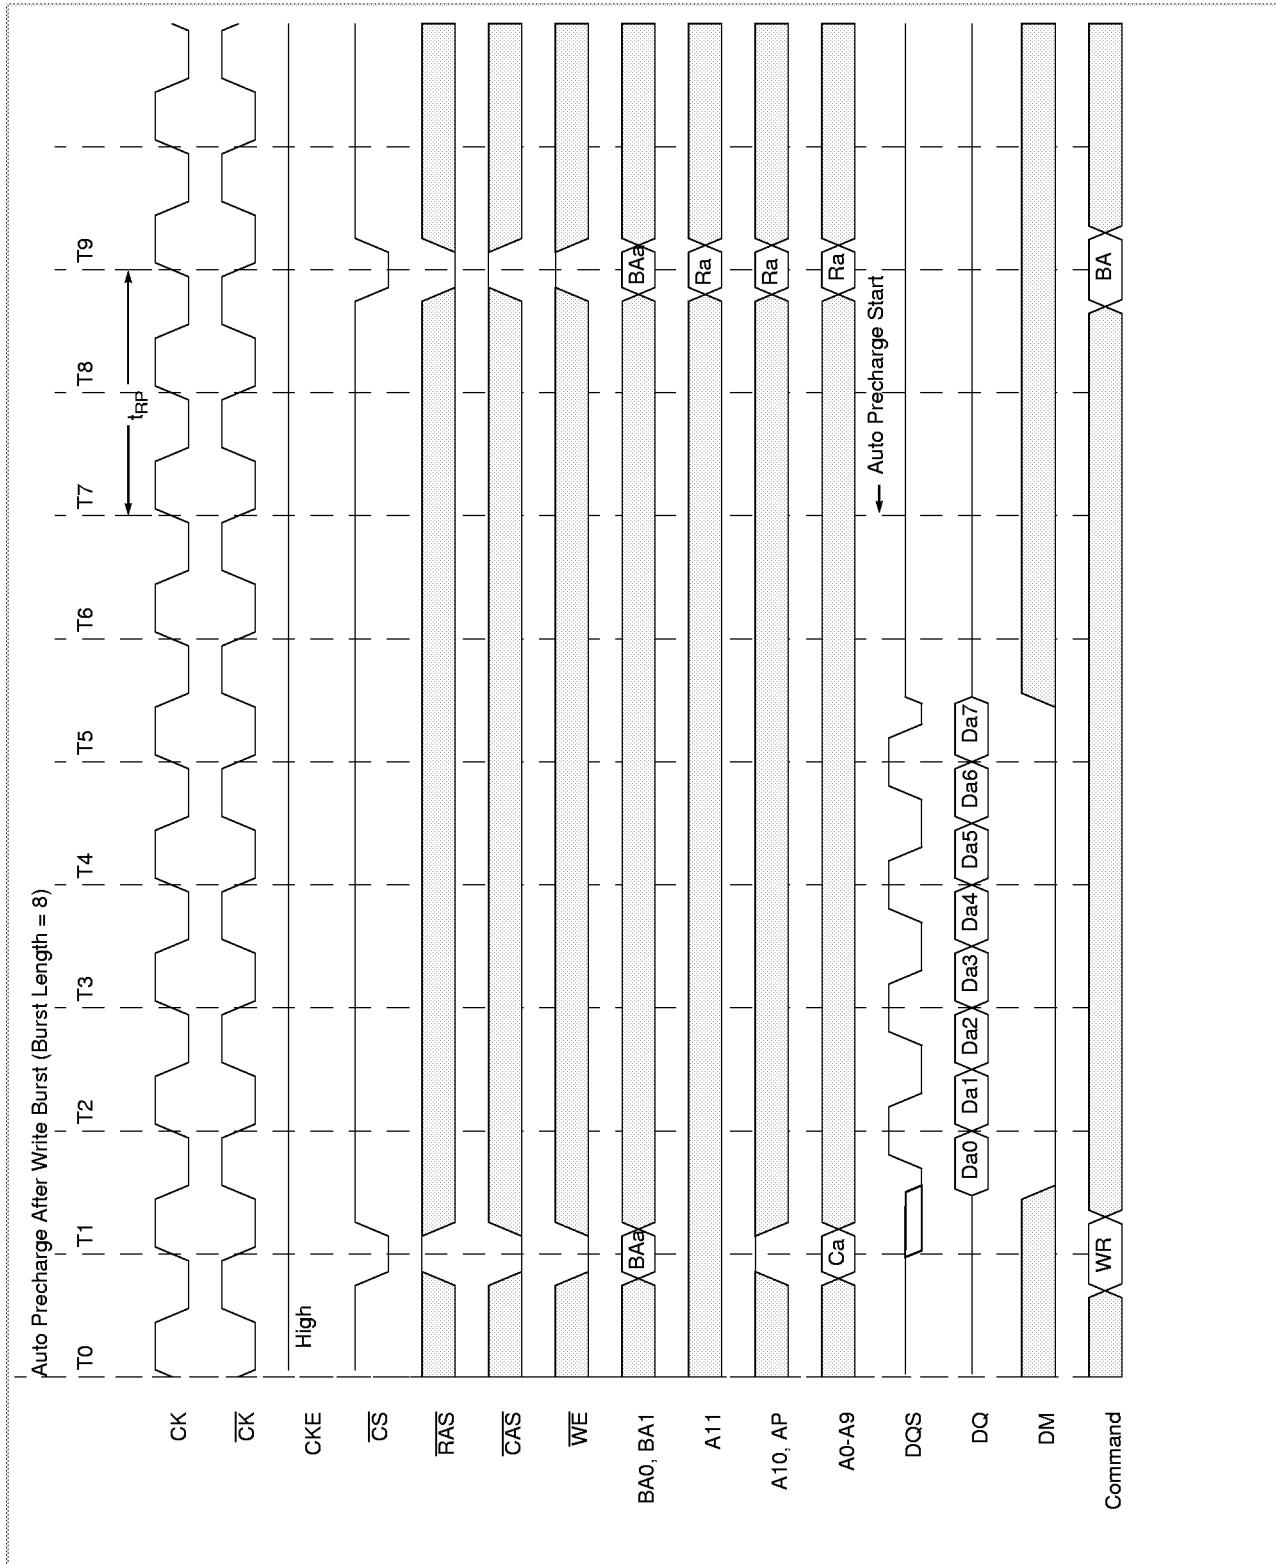 Auto Precharge After Write Burst (Burst Length = 8)
T0 T1 T2 T3 T4 T5 T6 T7 T8 T9
tRP
CK
CK
CKE High
CS
RAS
CAS
WE
BA0, BA1 BAa BAa
A11 Ra
A10, AP Ra
A0-A9 Ca Ra
Auto Precharge Start
DQS
DQ Da0 Da1 Da2 Da3 Da4 Da5 Da6 Da7
DM
Command WR BA